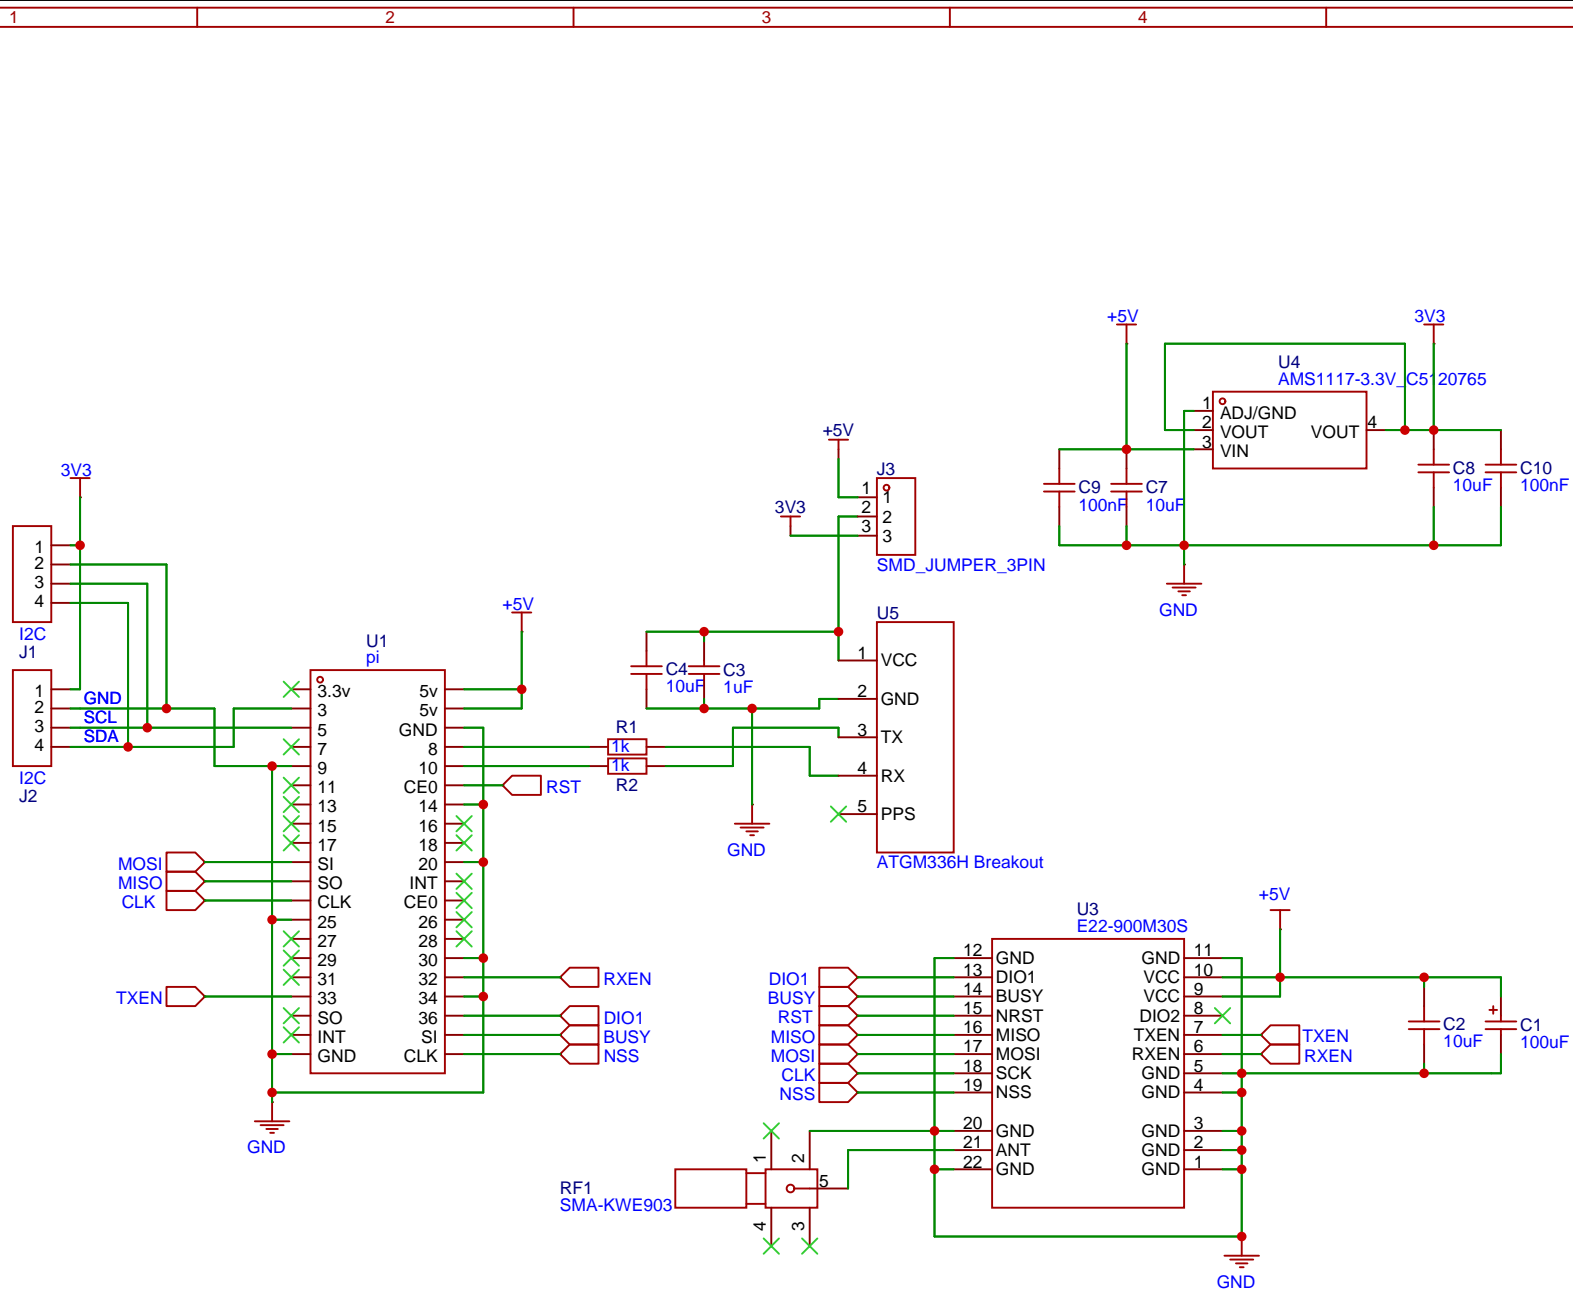 1 2 3 4
+5V 3V3
U4
AMS1117-3.3V_C5120765
1 ADJ/GND
2 VOUT VOUT 4
3 VIN
C9
100nF
C7
10uF
C8
10uF
C10
100nF
GND
+5V
J3
3V3
1 1
2 2
3 3
SMD_JUMPER_3PIN
3V3
1
2
3
4
I2C
J1
1
2
3
4
GND
SCL
SDA
I2C
J2
U1
pi
+5V
3.3v 5v
3 5v
5 GND
7 8
9 10
11 CE0
13 14
15 16
17 18
SI 20
SO INT
CLK CE0
25 26
27 28
29 30
31 32
33 34
SO 36
INT SI
GND CLK
MOSI
MISO
CLK
TXEN
RST
RXEN
DIO1
BUSY
NSS
GND
R1
1k
1k
R2
C4
10uF
C3
1uF
GND
U5
1 VCC
2 GND
3 TX
4 RX
5 PPS
ATGM336H Breakout
U3
E22-900M30S
+5V
12 GND GND 11
DIO1 13 DIO1 VCC 10
BUSY 14 BUSY VCC 9
RST 15 NRST DIO2 8
MISO 16 MISO TXEN 7 TXEN
MOSI 17 MOSI RXEN 6 RXEN
CLK 18 SCK GND 5
NSS 19 NSS GND 4
20 GND GND 3
21 ANT GND 2
22 GND GND 1
C2
10uF
+
C1
100uF
GND
RF1
SMA-KWE903
1 2
5
4 3